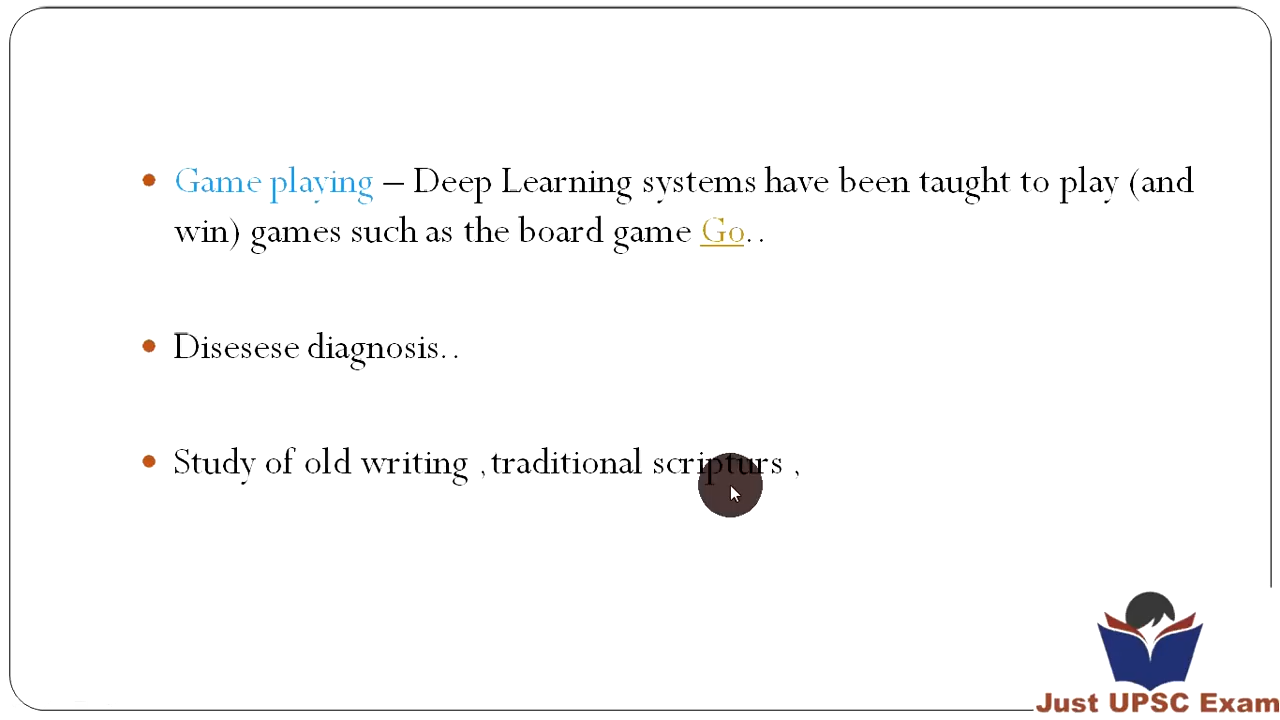 • Game playing – Deep Learning systems have been taught to play (and
win) games such as the board game Go..
• Disesese diagnosis..
• Study of old writing ,traditional scripturs ,
Just UPSC Exam